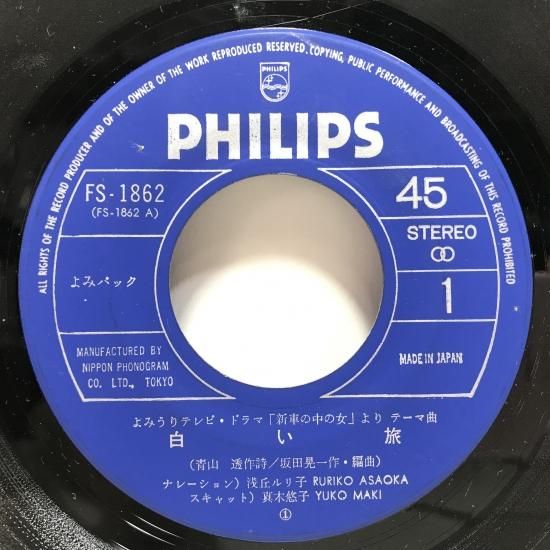 ALL RIGHTS OF THE RECORD PRODUCER AND OF THE OWNER OF THE WORK REPRODUCED RESERVED. COPYING, PUBLIC PERFORMANCE AND BROADCASTING OF THIS RECORD PROHIBITED
PHILIPS
PHILIPS
FS-1862
(FS-1862 A)
45
STEREO
よみパック
1
MANUFACTURED BY
NIPPON PHONOGRAM
CO. LTD., TOKYO
MADE IN JAPAN
よみうりテレビ・ドラマ「新車の中の女」より テーマ曲
白い旅
(青山 透作詩/坂田晃一作・編曲)
ナレーション) 浅丘ルリ子 RURIKO ASAOKA
スキャット) 真木悠子 YUKO MAKI
①